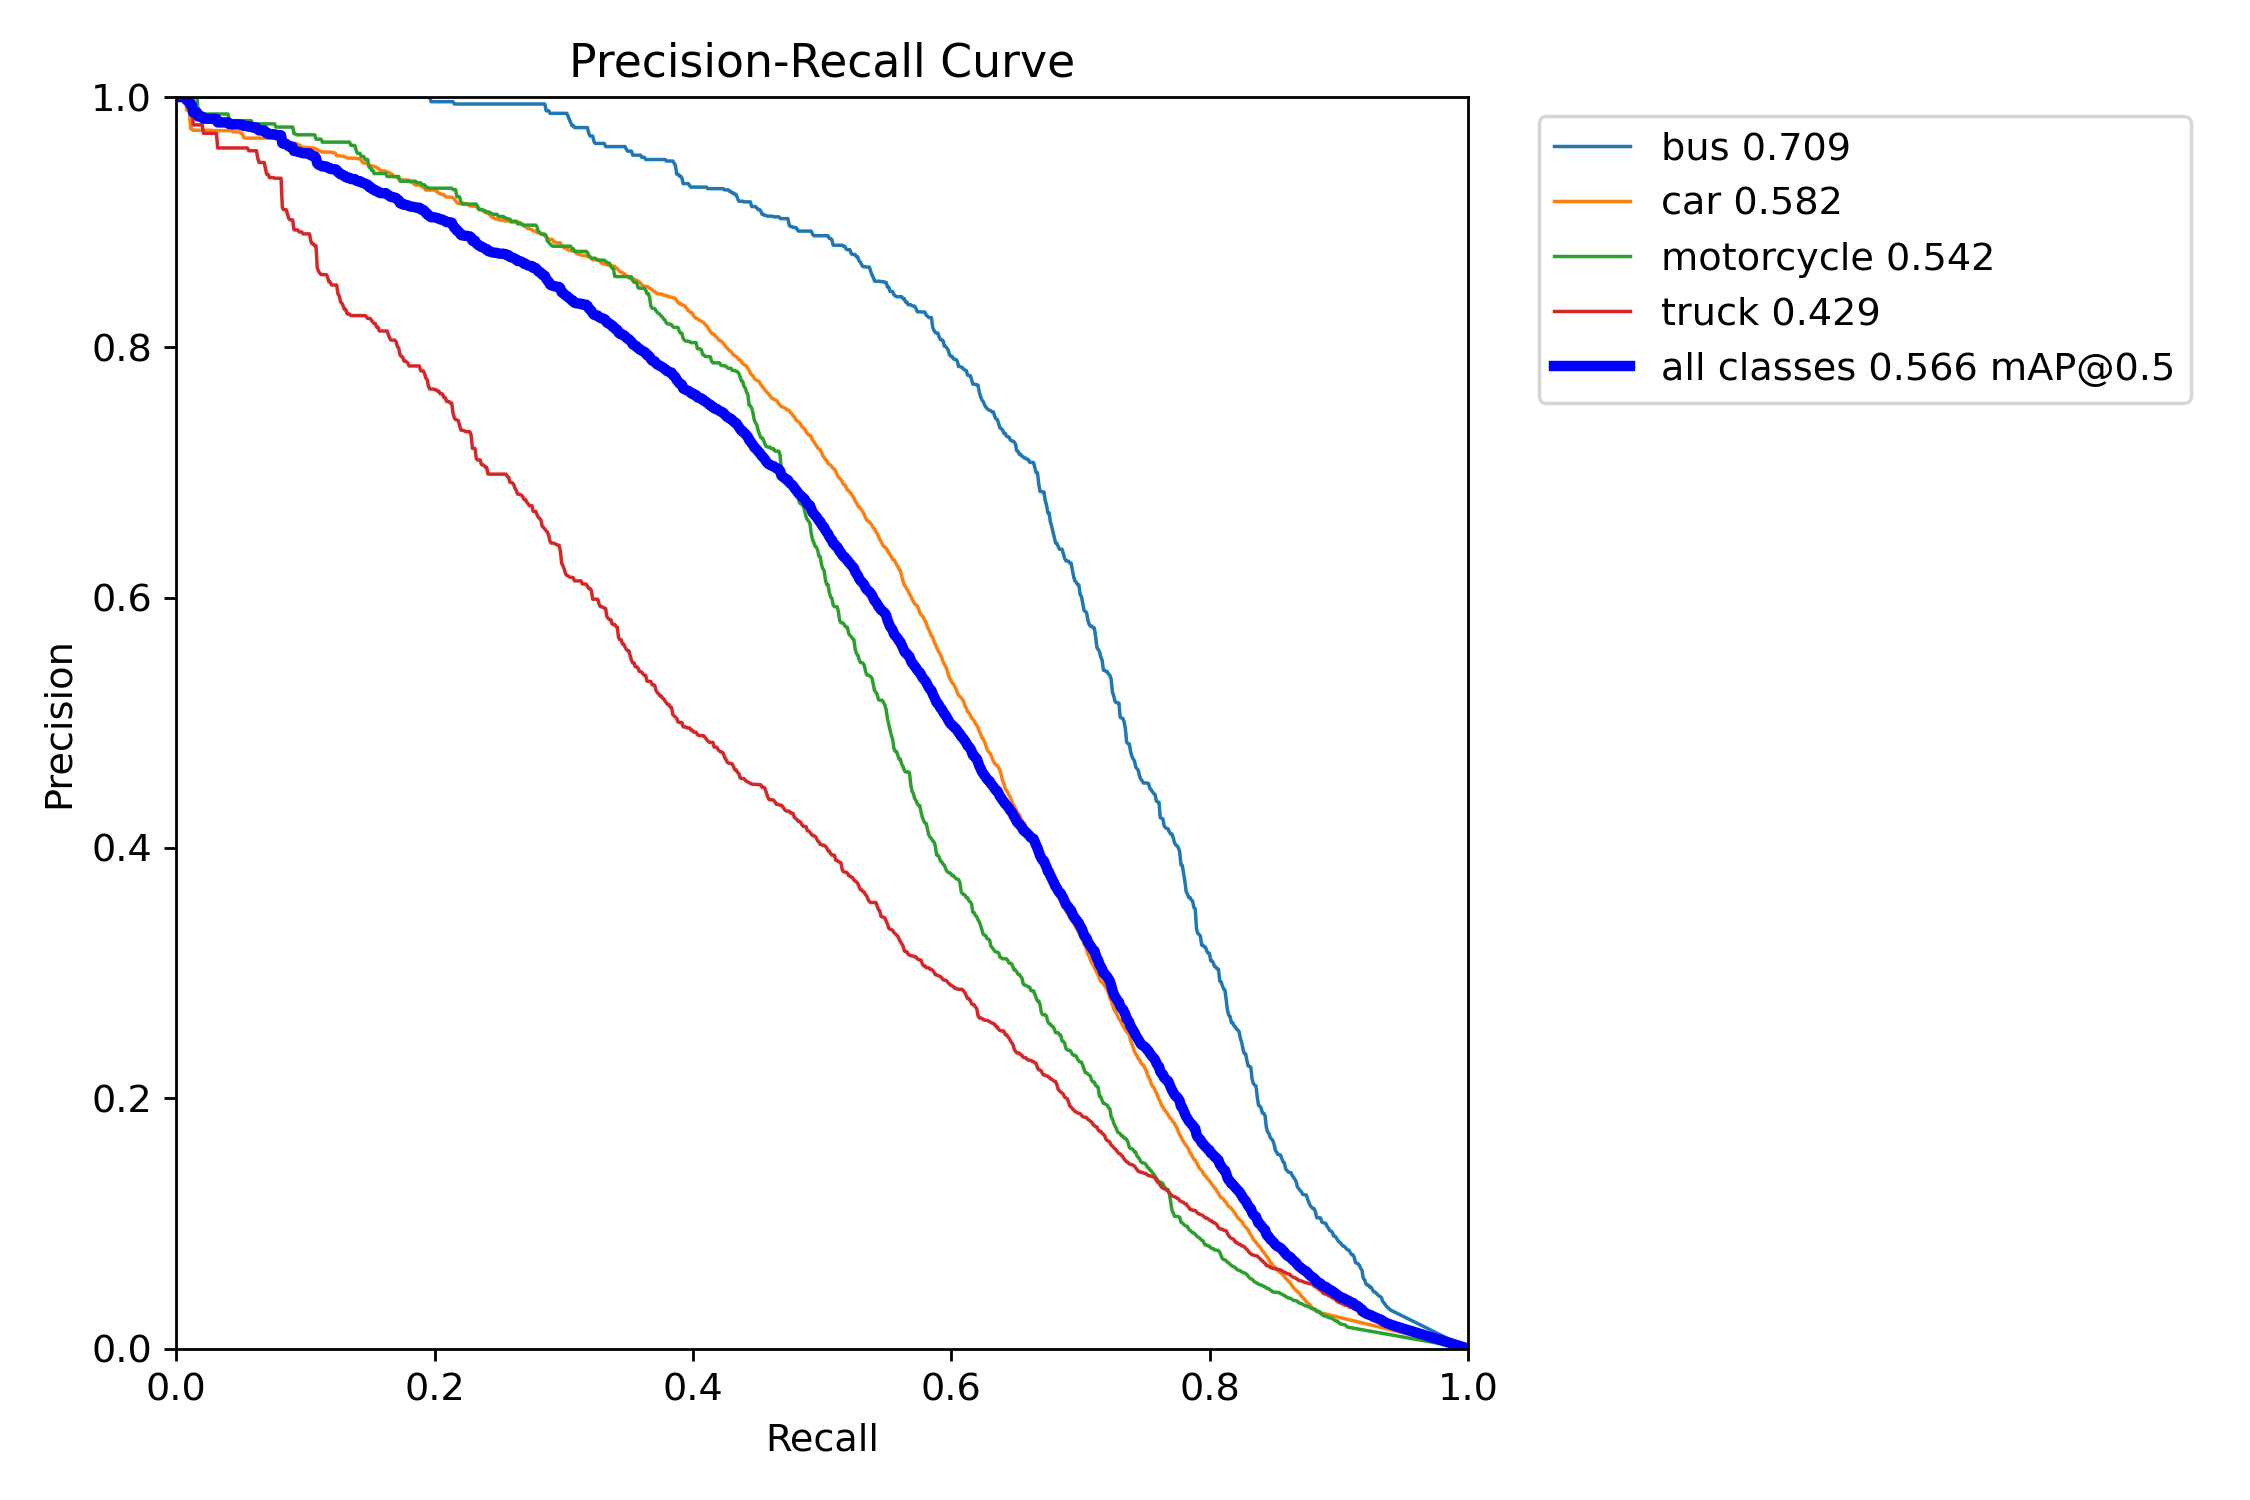 Precision-Recall Curve
1.0
0.8
0.6
0.4
0.2
0.0
Precision
0.0 0.2 0.4 0.6 0.8 1.0
Recall
bus 0.709
car 0.582
motorcycle 0.542
truck 0.429
all classes 0.566 mAP@0.5